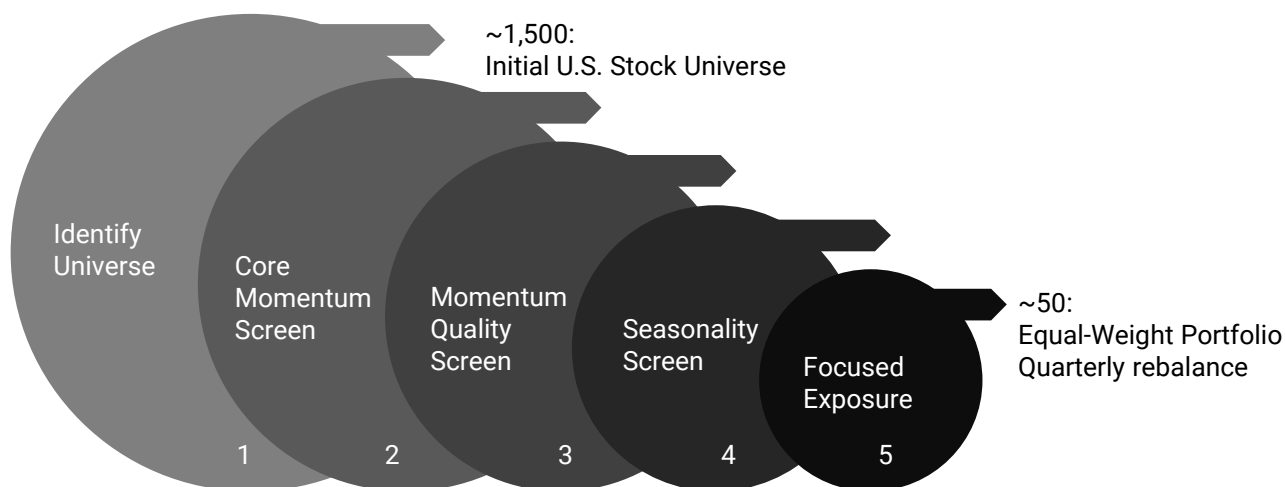 ~1,500:
Initial U.S. Stock Universe
Identify
Universe
Core
Momentum
Screen
Momentum
Quality
Screen
Seasonality
Screen
Focused
Exposure
~50:
Equal-Weight Portfolio
Quarterly rebalance
1
2
3
4
5